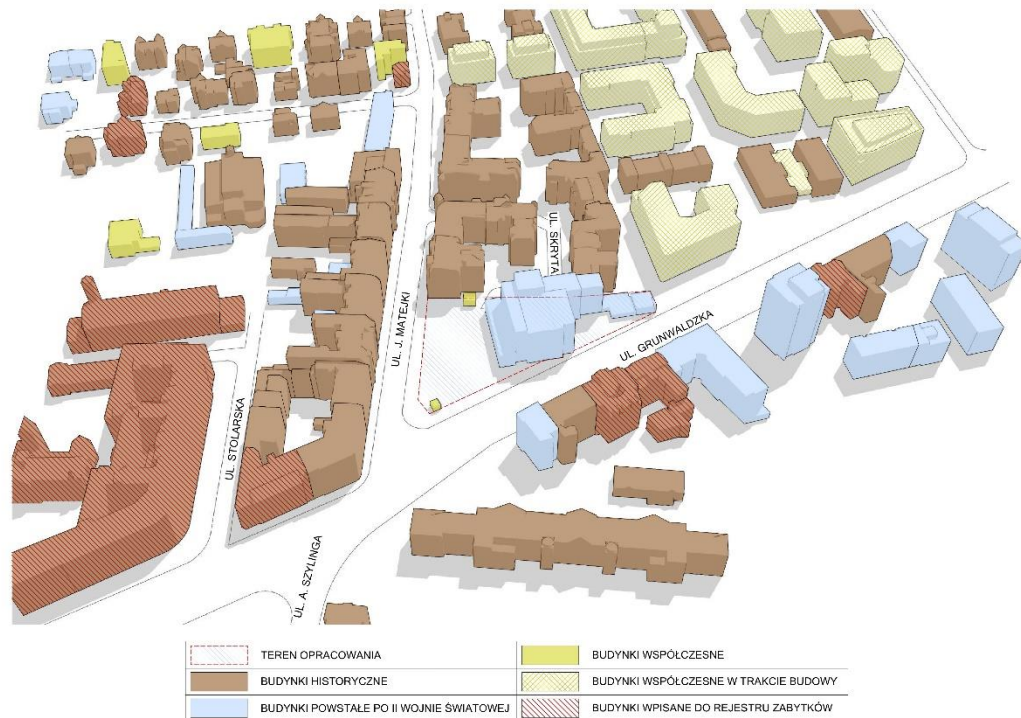 UL. SKRYTA
UL. J. MATEJKI
UL. GRUNWALDZKA
UL. STOLARSKA
UL. A. SZYLINGA
TEREN OPRACOWANIA
BUDYNKI WSPÓŁCZESNE
BUDYNKI HISTORYCZNE
BUDYNKI WSPÓŁCZESNE W TRAKCIE BUDOWY
BUDYNKI POWSTAŁE PO II WOJNIE ŚWIATOWEJ
BUDYNKI WPISANE DO REJESTRU ZABYTKÓW